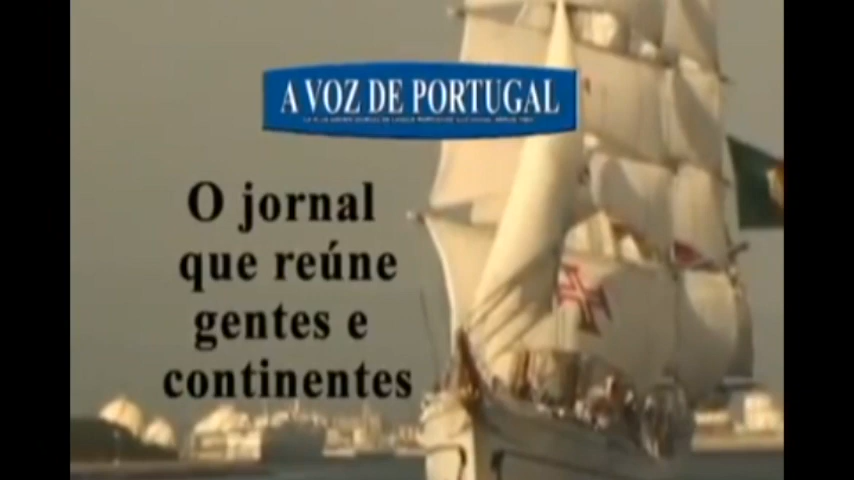 A VOZ DE PORTUGAL
O jornal
que reúne
gentes e
continentes